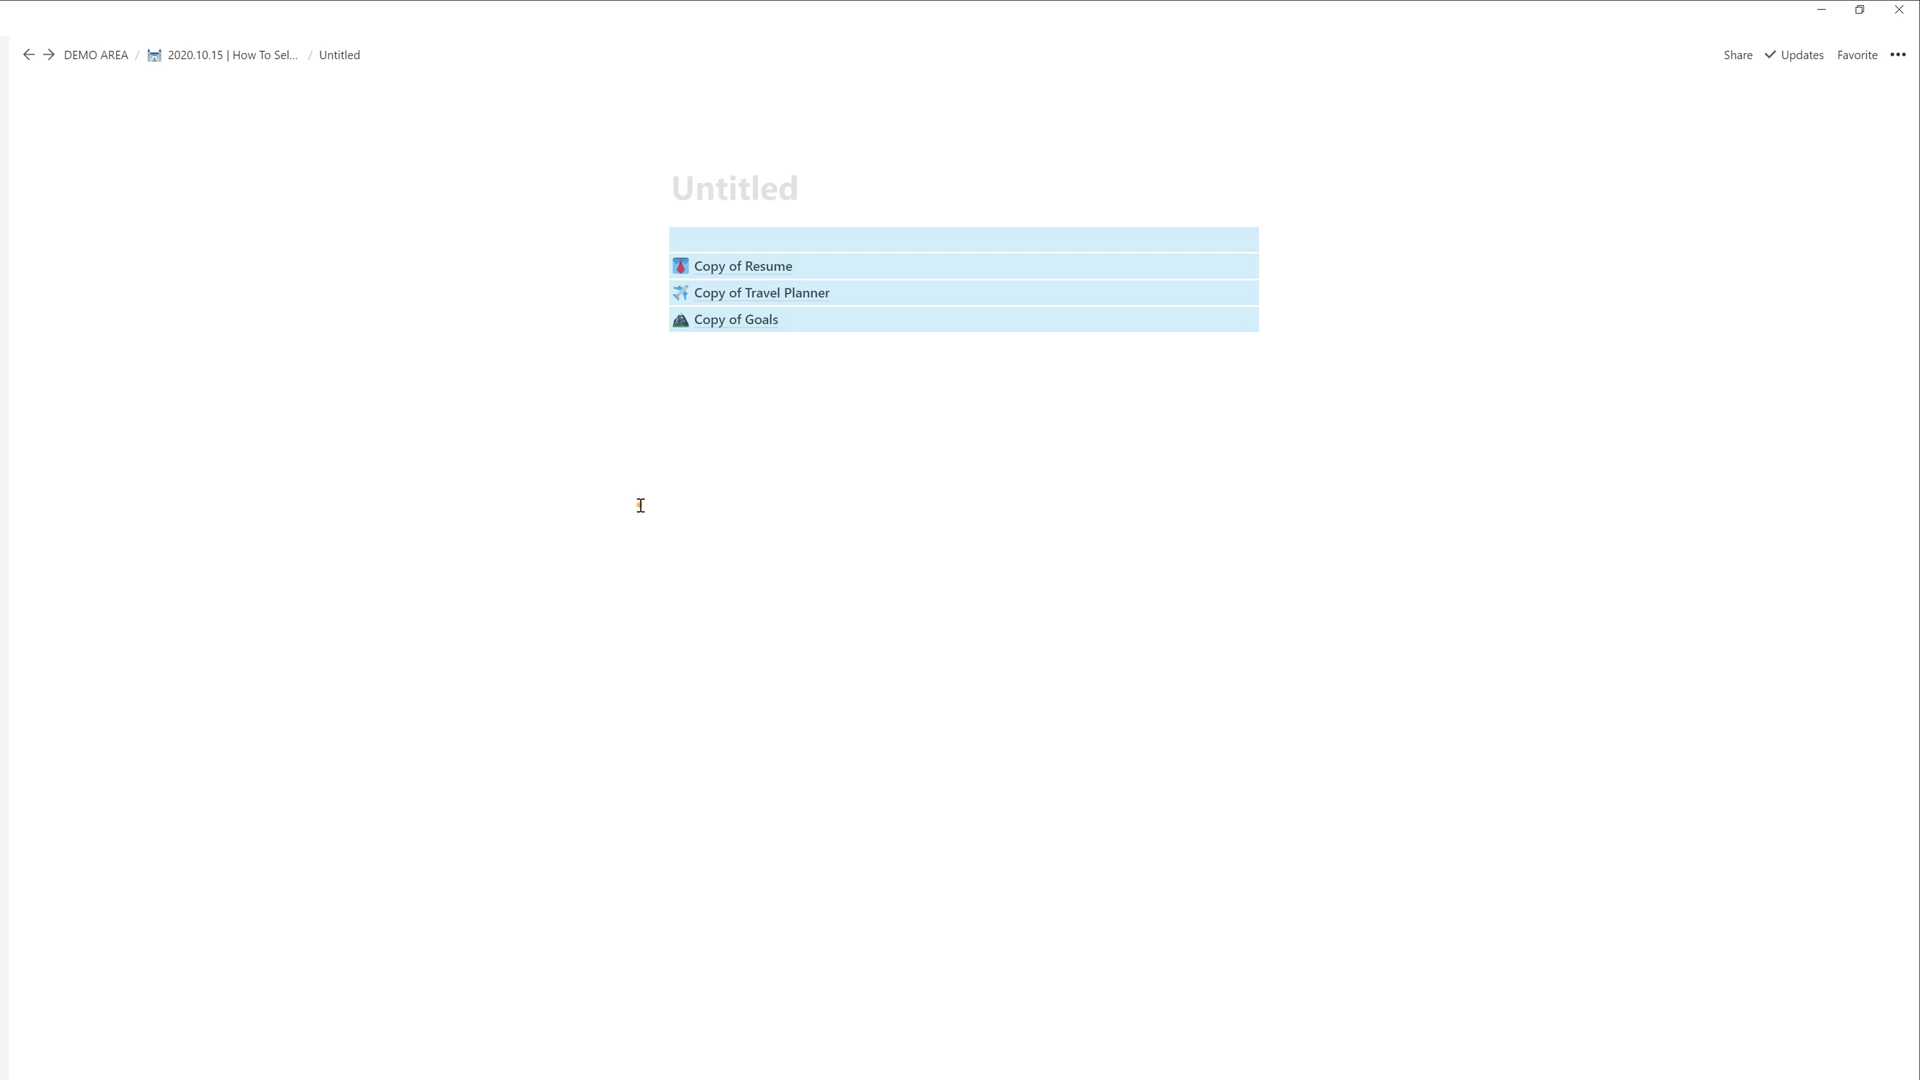 DEMO AREA / 2020.10.15 | How To Sel... / Untitled
Share Updates Favorite
Untitled
Copy of Resume
Copy of Travel Planner
Copy of Goals